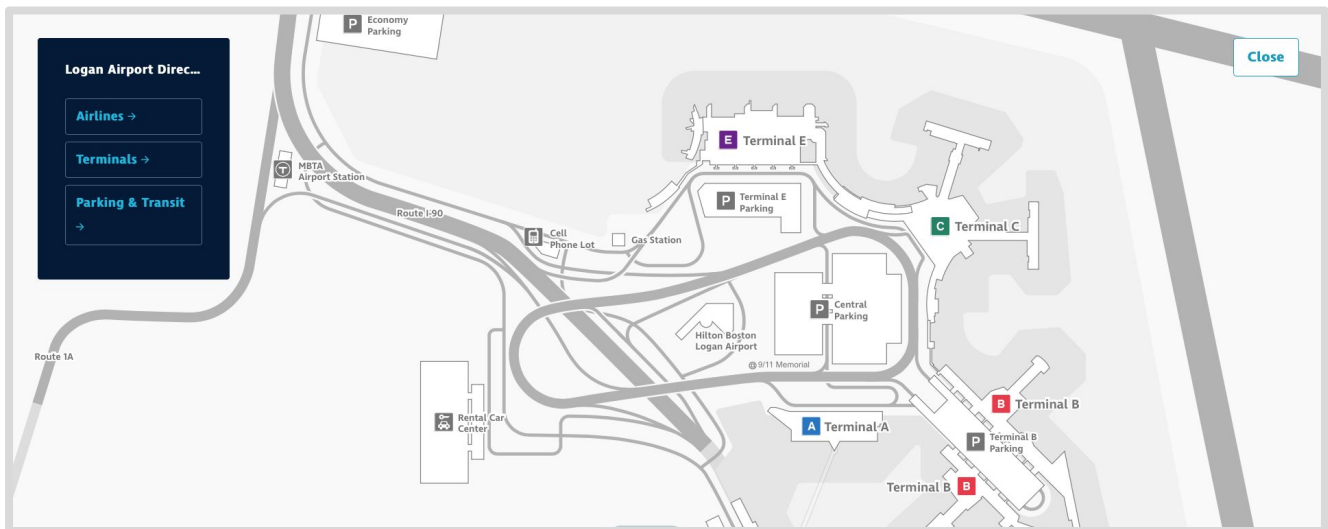 Economy
Parking
P
Logan Airport Direc...
Close
Airlines →
Terminals →
Parking & Transit
→
T
MBTA
Airport Station
E Terminal E
P Terminal E
Parking
Route I-90
Cell
Phone Lot
Gas Station
C Terminal C
P Central
Parking
Hilton Boston
Logan Airport
Route 1A
@ 9/11 Memorial
Rental Car
Center
A Terminal A
B Terminal B
P Terminal B
Parking
Terminal B B